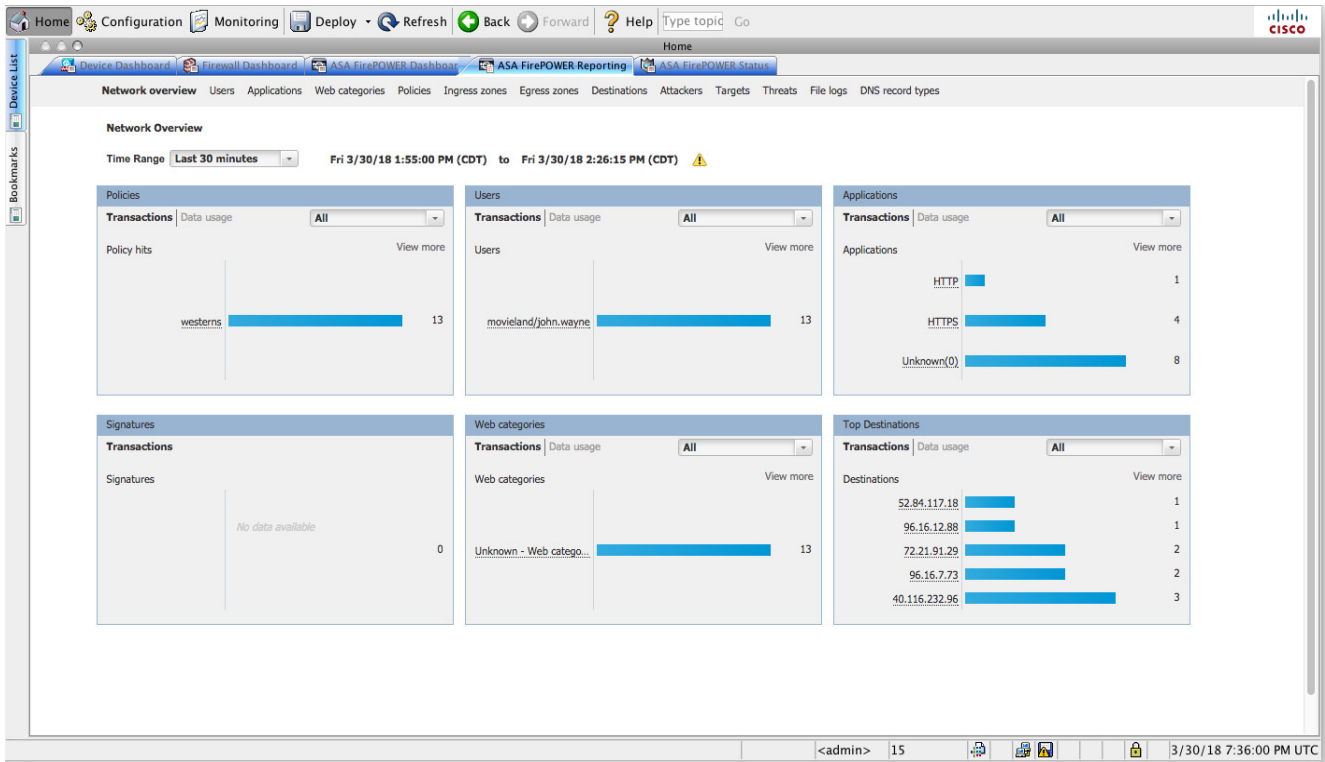 Home Configuration Monitoring Deploy Refresh Back Forward Help Type topic Go
CISCO
Home
Device List
Bookmarks
Device Dashboard Firewall Dashboard ASA FirePOWER Dashboar ASA FirePOWER Reporting ASA FirePOWER Status
Network overview Users Applications Web categories Policies Ingress zones Egress zones Destinations Attackers Targets Threats File logs DNS record types
Network Overview
Time Range Last 30 minutes Fri 3/30/18 1:55:00 PM (CDT) to Fri 3/30/18 2:26:15 PM (CDT)
Policies
Transactions Data usage All
Policy hits View more
westerns 13
Users
Transactions Data usage All
Users View more
movieland/john.wayne 13
Applications
Transactions Data usage All
Applications View more
HTTP 1
HTTPS 4
Unknown(0) 8
Signatures
Transactions
Signatures
No data available
0
Web categories
Transactions Data usage All
Web categories View more
Unknown - Web catego... 13
Top Destinations
Transactions Data usage All
Destinations View more
52.84.117.18 1
96.16.12.88 1
72.21.91.29 2
96.16.7.73 2
40.116.232.96 3
<admin> 15 3/30/18 7:36:00 PM UTC